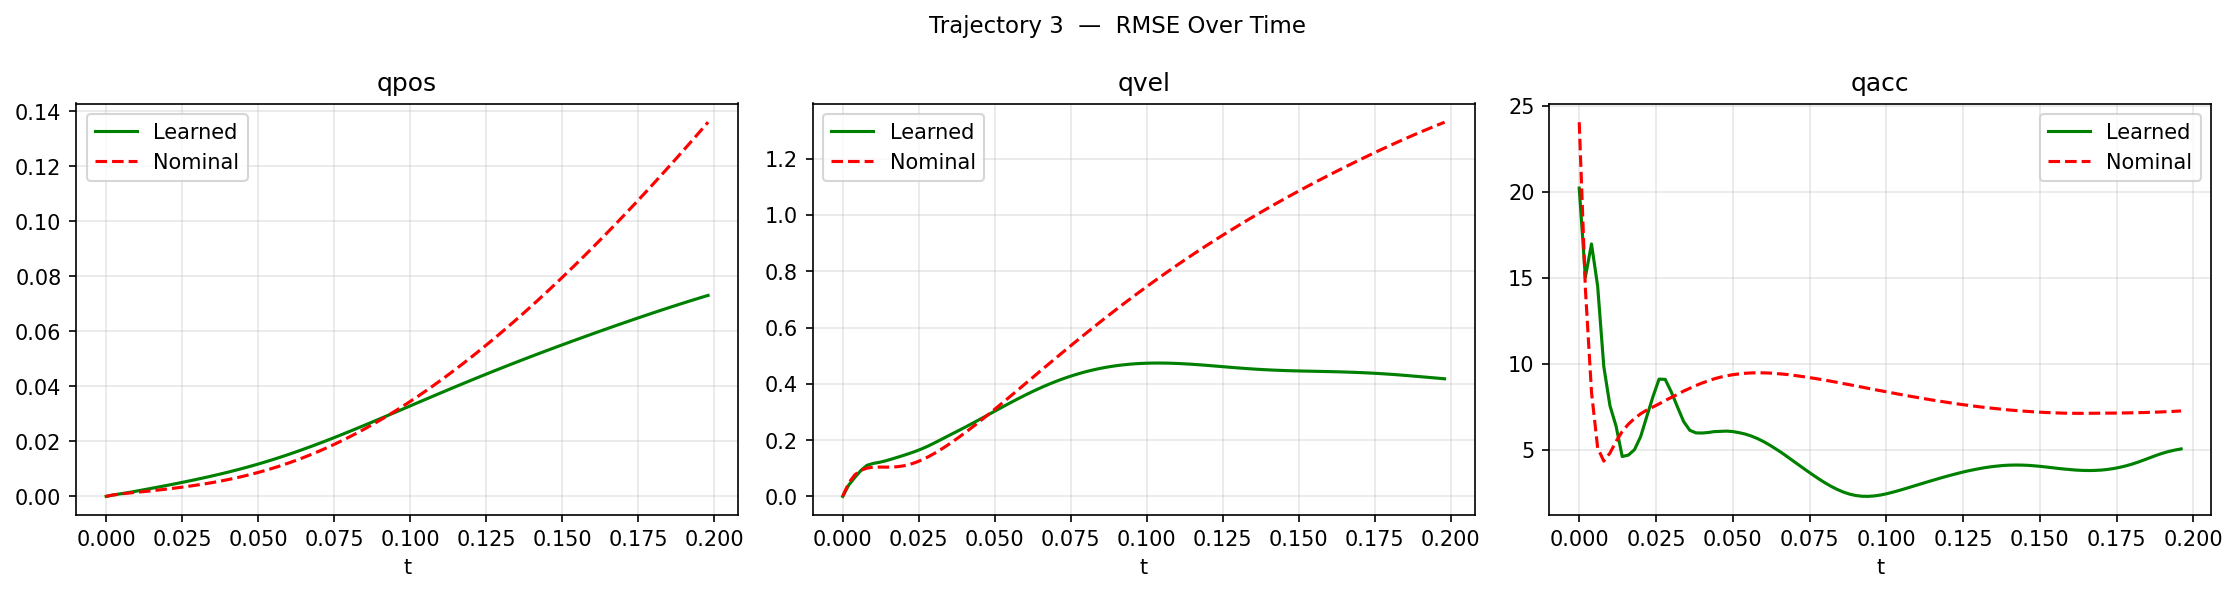 Trajectory 3 — RMSE Over Time
qpos
0.14
0.12
0.10
0.08
0.06
0.04
0.02
0.00
Learned
Nominal
0.000 0.025 0.050 0.075 0.100 0.125 0.150 0.175 0.200
t
qvel
1.2
1.0
0.8
0.6
0.4
0.2
0.0
Learned
Nominal
0.000 0.025 0.050 0.075 0.100 0.125 0.150 0.175 0.200
t
qacc
25
20
15
10
5
Learned
Nominal
0.000 0.025 0.050 0.075 0.100 0.125 0.150 0.175 0.200
t